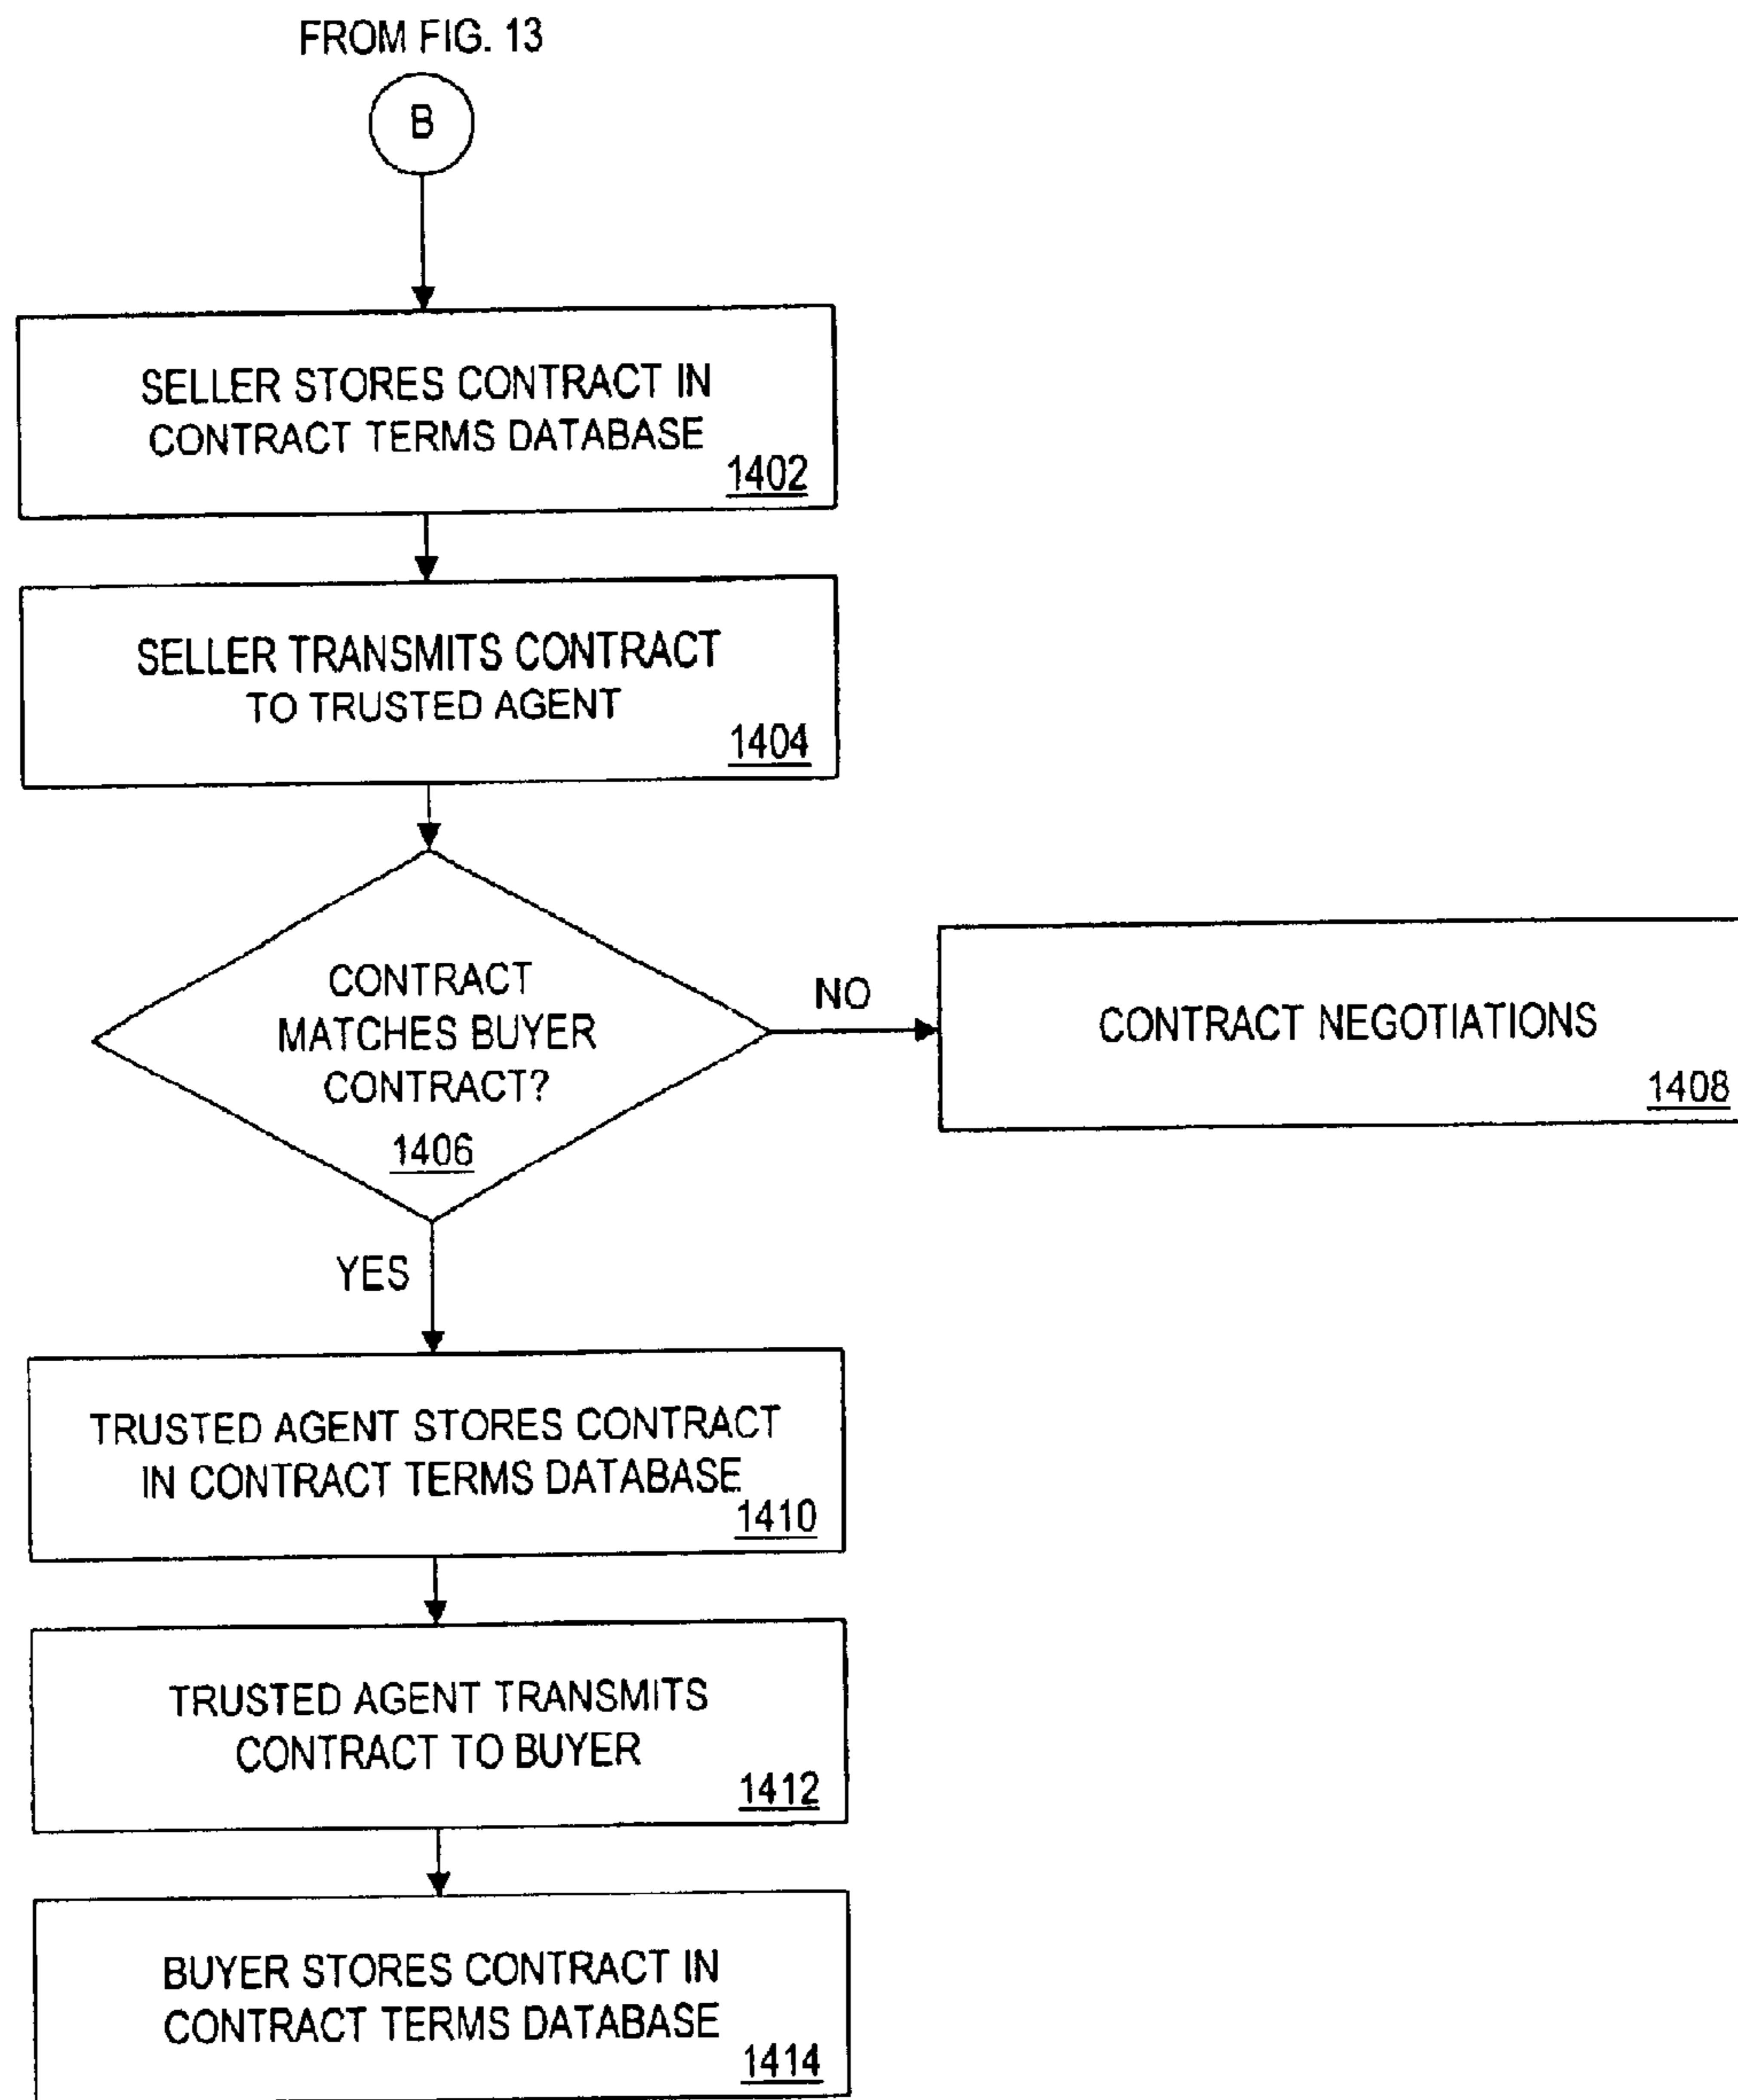 FROM FIG. 13
B
SELLER STORES CONTRACT IN
CONTRACT TERMS DATABASE
1402
SELLER TRANSMITS CONTRACT
TO TRUSTED AGENT
1404
CONTRACT
MATCHES BUYER
CONTRACT?
1406
NO
CONTRACT NEGOTIATIONS
1408
YES
TRUSTED AGENT STORES CONTRACT
IN CONTRACT TERMS DATABASE
1410
TRUSTED AGENT TRANSMITS
CONTRACT TO BUYER
1412
BUYER STORES CONTRACT IN
CONTRACT TERMS DATABASE
1414